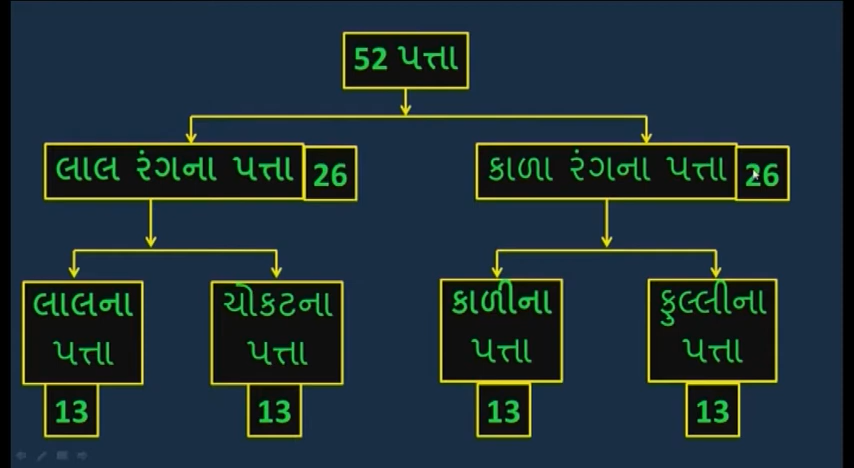 52 પત્તા
લાલ રંગના પત્તા 26
કાળા રંગના પત્તા 26
લાલના
પત્તા
13
ચોકટના
પત્તા
13
કાળીના
પત્તા
13
ફુલ્લીના
પત્તા
13